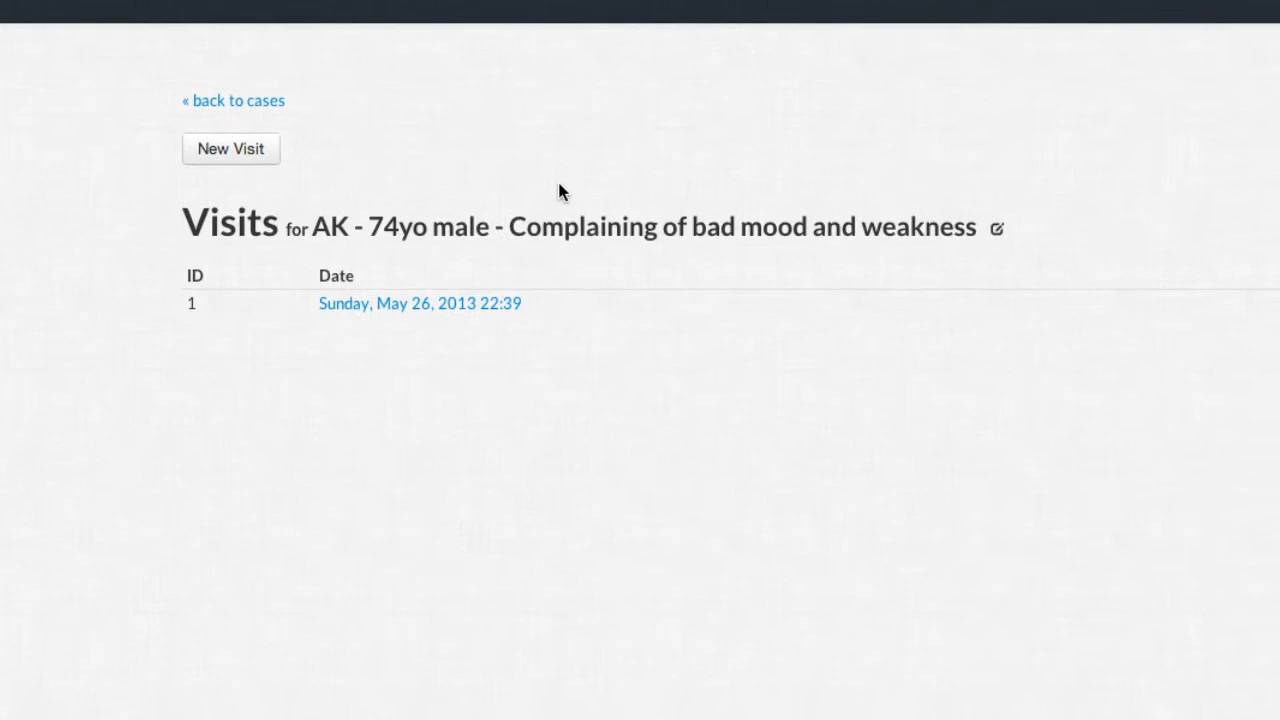 « back to cases
New Visit
Visits for AK - 74yo male - Complaining of bad mood and weakness
ID Date
1 Sunday, May 26, 2013 22:39